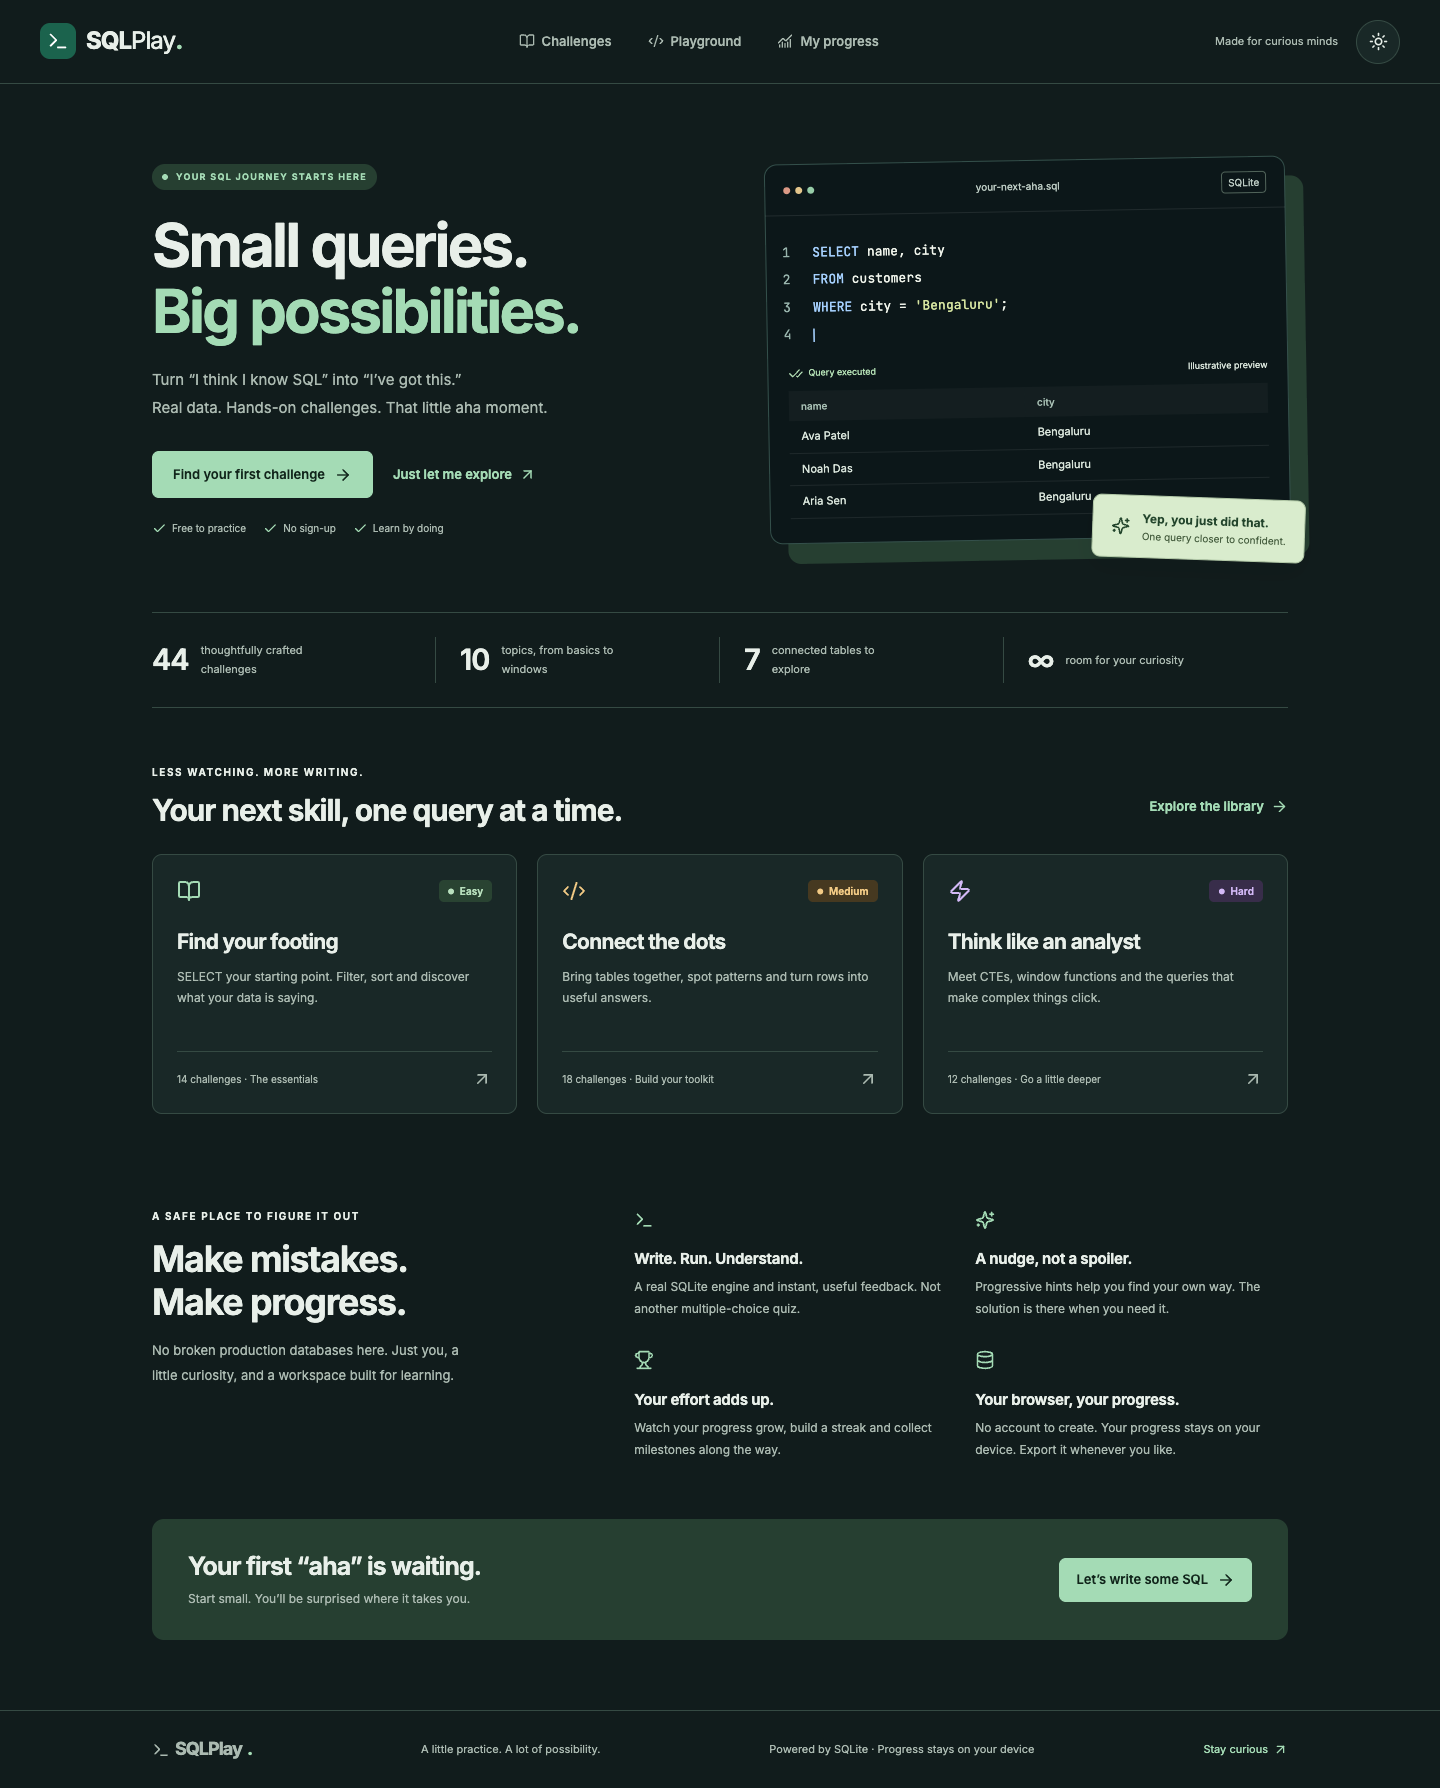 SQLPlay.
Challenges
Playground
My progress
Made for curious minds
YOUR SQL JOURNEY STARTS HERE
Small queries.
Big possibilities.
Turn “I think I know SQL” into “I’ve got this.”
Real data. Hands-on challenges. That little aha moment.
Find your first challenge
Just let me explore
Free to practice
No sign-up
Learn by doing
your-next-aha.sql
SQLite
1 SELECT name, city
2 FROM customers
3 WHERE city = 'Bengaluru';
4
Query executed
Illustrative preview
name city
Ava Patel Bengaluru
Noah Das Bengaluru
Aria Sen Bengaluru
Yep, you just did that.
One query closer to confident.
44 thoughtfully crafted
challenges
10 topics, from basics to
windows
7 connected tables to
explore
∞ room for your curiosity
LESS WATCHING. MORE WRITING.
Your next skill, one query at a time.
Explore the library
Easy
Find your footing
SELECT your starting point. Filter, sort and discover
what your data is saying.
14 challenges · The essentials
Medium
Connect the dots
Bring tables together, spot patterns and turn rows into
useful answers.
18 challenges · Build your toolkit
Hard
Think like an analyst
Meet CTEs, window functions and the queries that
make complex things click.
12 challenges · Go a little deeper
A SAFE PLACE TO FIGURE IT OUT
Make mistakes.
Make progress.
No broken production databases here. Just you, a
little curiosity, and a workspace built for learning.
Write. Run. Understand.
A real SQLite engine and instant, useful feedback. Not
another multiple-choice quiz.
A nudge, not a spoiler.
Progressive hints help you find your own way. The
solution is there when you need it.
Your effort adds up.
Watch your progress grow, build a streak and collect
milestones along the way.
Your browser, your progress.
No account to create. Your progress stays on your
device. Export it whenever you like.
Your first “aha” is waiting.
Start small. You’ll be surprised where it takes you.
Let’s write some SQL
SQLPlay .
A little practice. A lot of possibility.
Powered by SQLite · Progress stays on your device
Stay curious